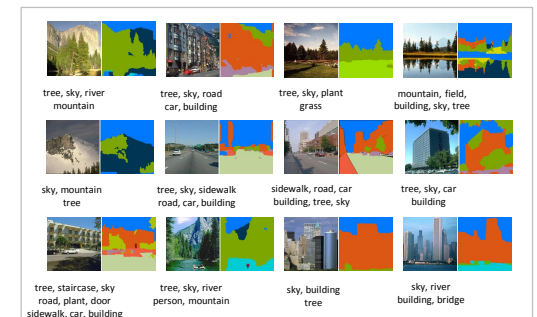 tree, sky, river
mountain
tree, sky, road
car, building
tree, sky, plant
grass
mountain, field,
building, sky, tree
sky, mountain
tree
tree, sky, sidewalk
road, car, building
sidewalk, road, car
building, tree, sky
tree, sky, car
building
tree, staircase, sky
road, plant, door
sidewalk, car, building
tree, sky, river
person, mountain
sky, building
tree
sky, river
building, bridge